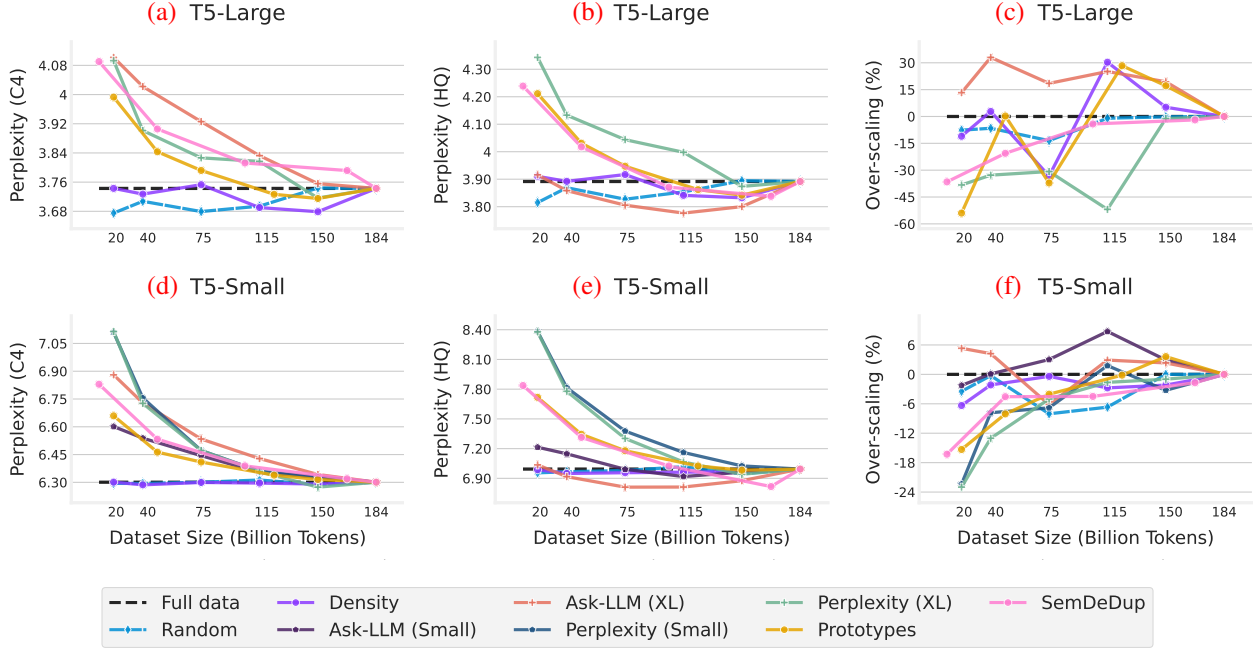 (a) T5-Large
Perplexity (C4)
4.08
4
3.92
3.84
3.76
3.68
20 40 75 115 150 184
(b) T5-Large
Perplexity (HQ)
4.30
4.20
4.10
4
3.90
3.80
20 40 75 115 150 184
(c) T5-Large
Over-scaling (%)
30
15
0
-15
-30
-45
-60
20 40 75 115 150 184
(d) T5-Small
Perplexity (C4)
7.05
6.90
6.75
6.60
6.45
6.30
20 40 75 115 150 184
Dataset Size (Billion Tokens)
(e) T5-Small
Perplexity (HQ)
8.40
8.10
7.80
7.50
7.20
6.90
20 40 75 115 150 184
Dataset Size (Billion Tokens)
(f) T5-Small
Over-scaling (%)
6
0
-6
-12
-18
-24
20 40 75 115 150 184
Dataset Size (Billion Tokens)
Full data
Random
Density
Ask-LLM (Small)
Ask-LLM (XL)
Perplexity (Small)
Perplexity (XL)
Prototypes
SemDeDup